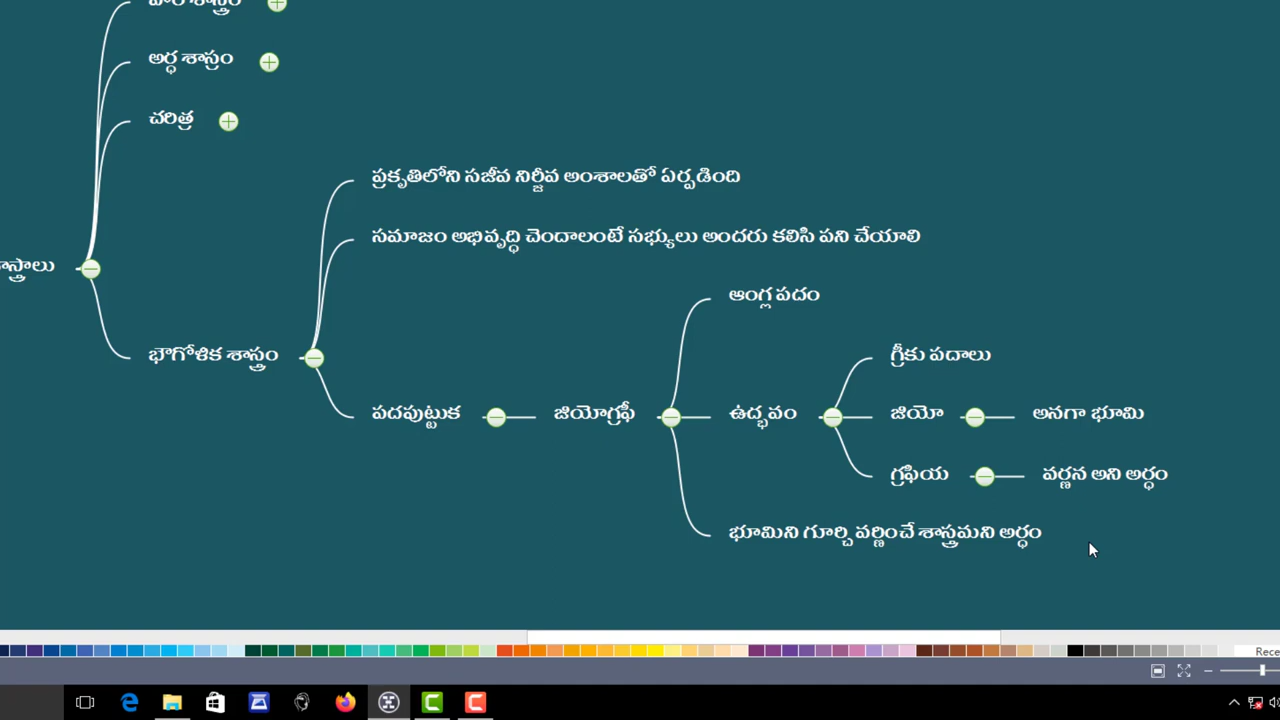 అర్ధ శాస్రం
చరిత్ర
ప్రకృతిలోని సజీవ నిర్జీవ అంశాలతో ఏర్పడింది
సమాజం అభివృద్ధి చెందాలంటే సభ్యులు అందరు కలిసి పని చేయాలి
ఆంగ్ల పదం
భౌగోళిక శాస్త్రం
గ్రీకు పదాలు
పదపుట్టుక
జియోగ్రఫీ
ఉద్భవం
జియో
అనగా భూమి
గ్రఫియ
వర్ణన అని అర్ధం
భూమిని గూర్చి వర్ణించే శాస్త్రమని అర్ధం
Rece